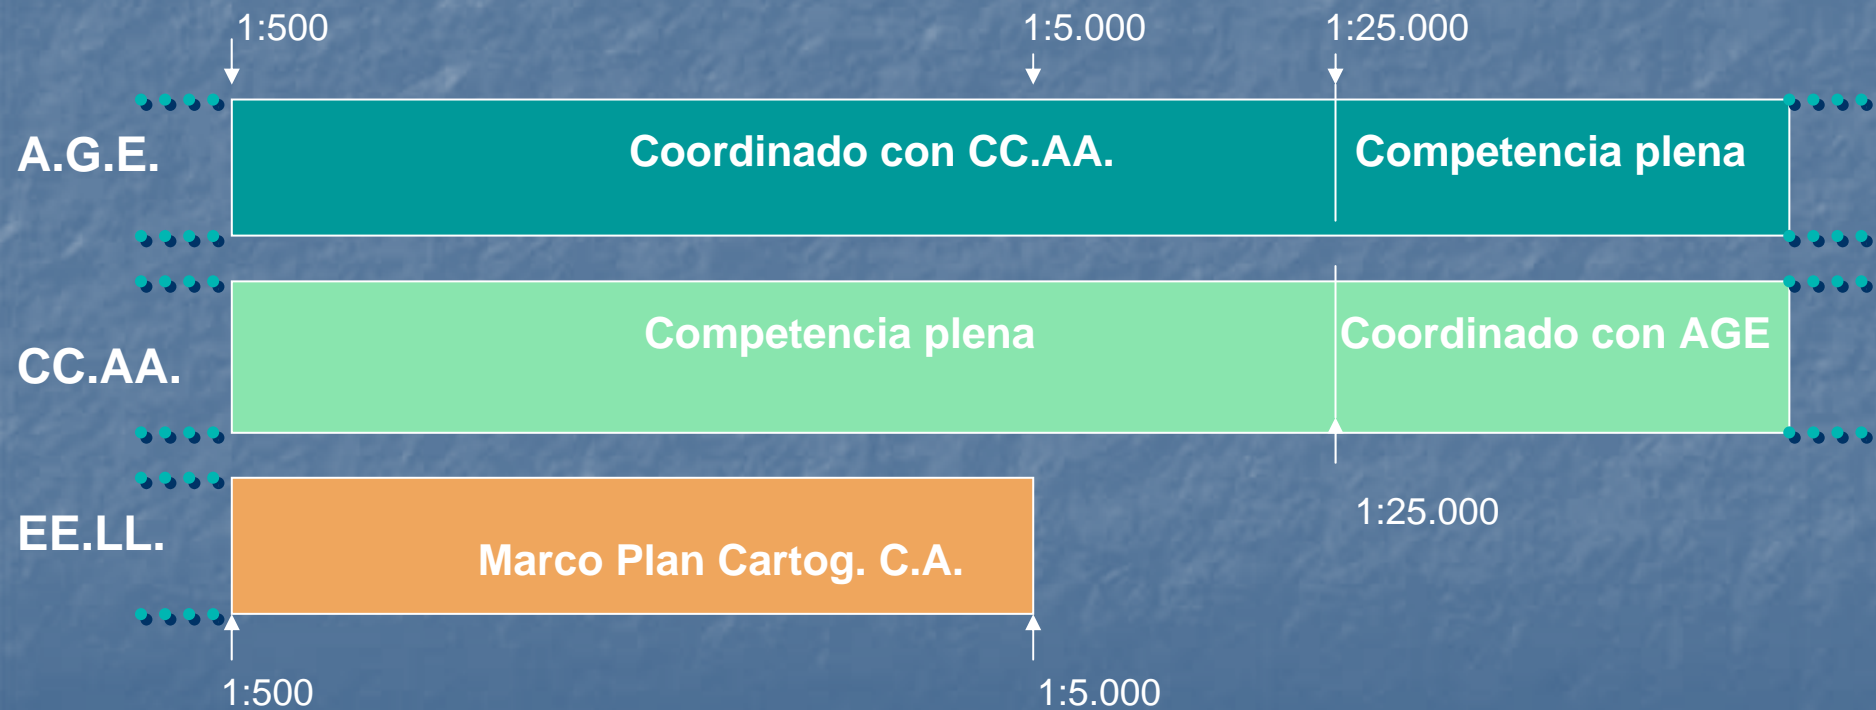 1:500
1:5.000
1:25.000
A.G.E.
Coordinado con CC.AA.
Competencia plena
CC.AA.
Competencia plena
Coordinado con AGE
EE.LL.
Marco Plan Cartog. C.A.
1:25.000
1:500
1:5.000